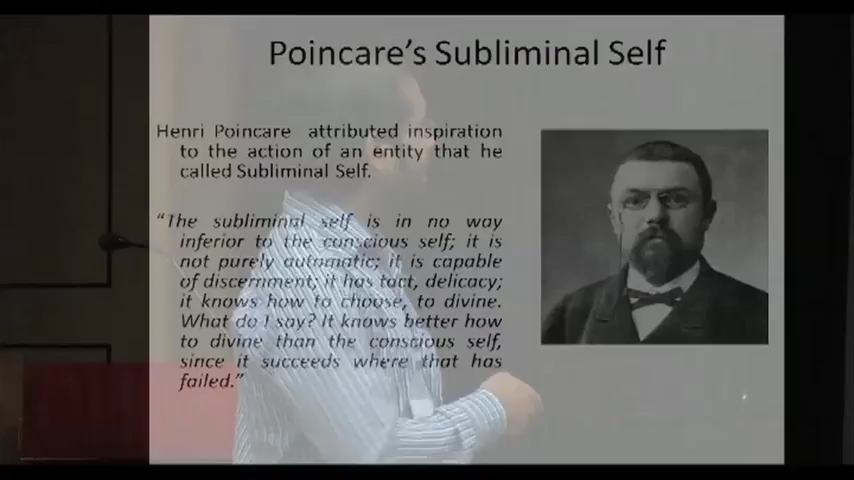 Poincare's Subliminal Self
Henri Poincare attributed inspiration
to the action of an entity that he
called Subliminal Self.
"The subliminal self is in no way
inferior to the conscious self; it is
not purely automatic; it is capable
of discernment; it has tact, delicacy;
it knows how to choose, to divine.
What do I say? It knows better how
to divine than the conscious self,
since it succeeds where that has
failed."